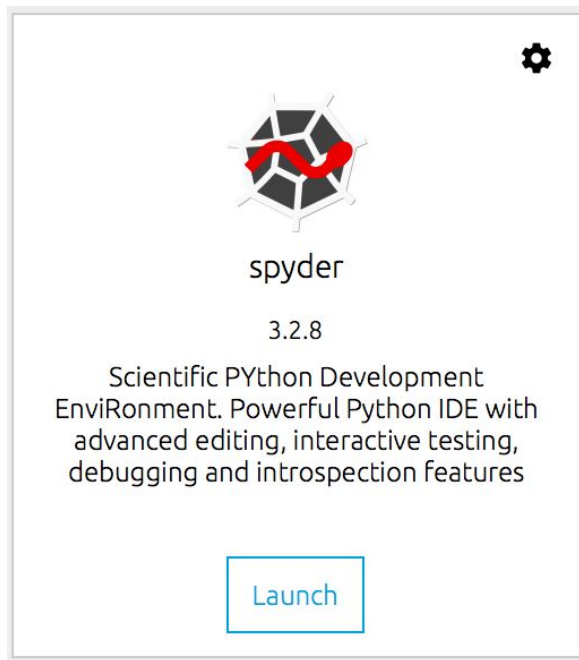 spyder
3.2.8
Scientific PYthon Development
EnviRonment. Powerful Python IDE with
advanced editing, interactive testing,
debugging and introspection features
Launch